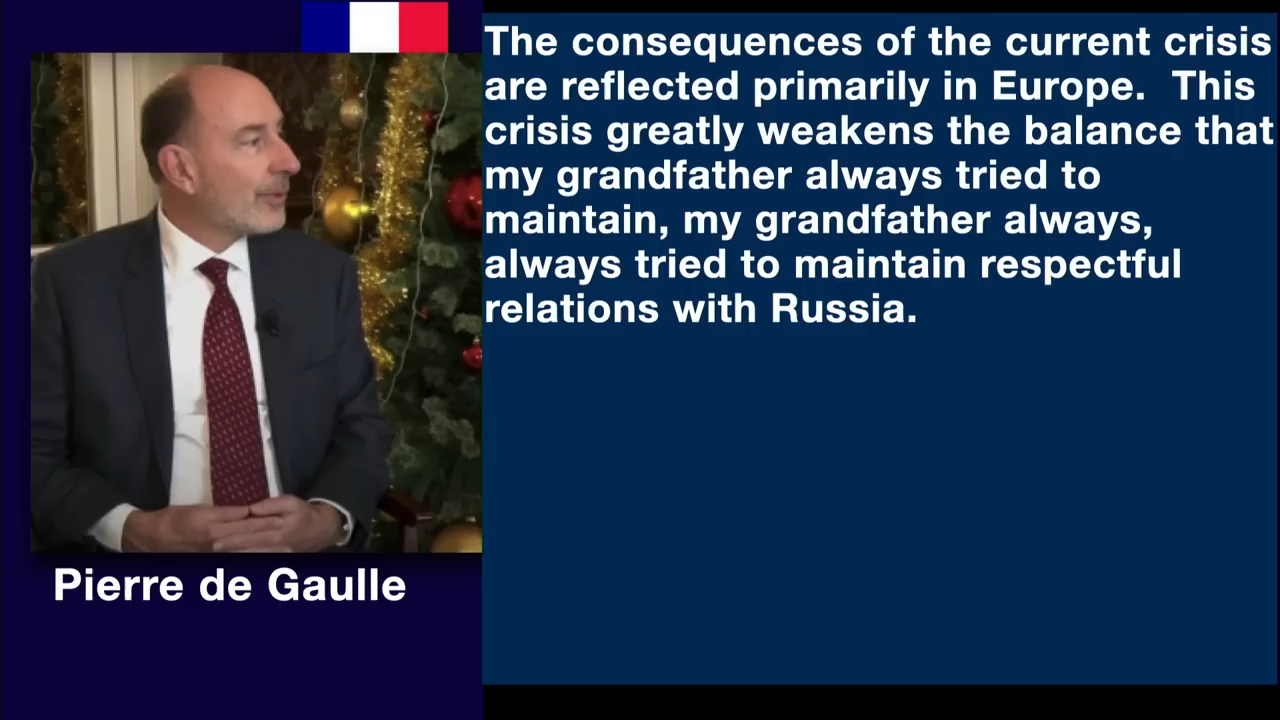 The consequences of the current crisis
are reflected primarily in Europe.  This
crisis greatly weakens the balance that
my grandfather always tried to
maintain, my grandfather always,
always tried to maintain respectful
relations with Russia.
Pierre de Gaulle